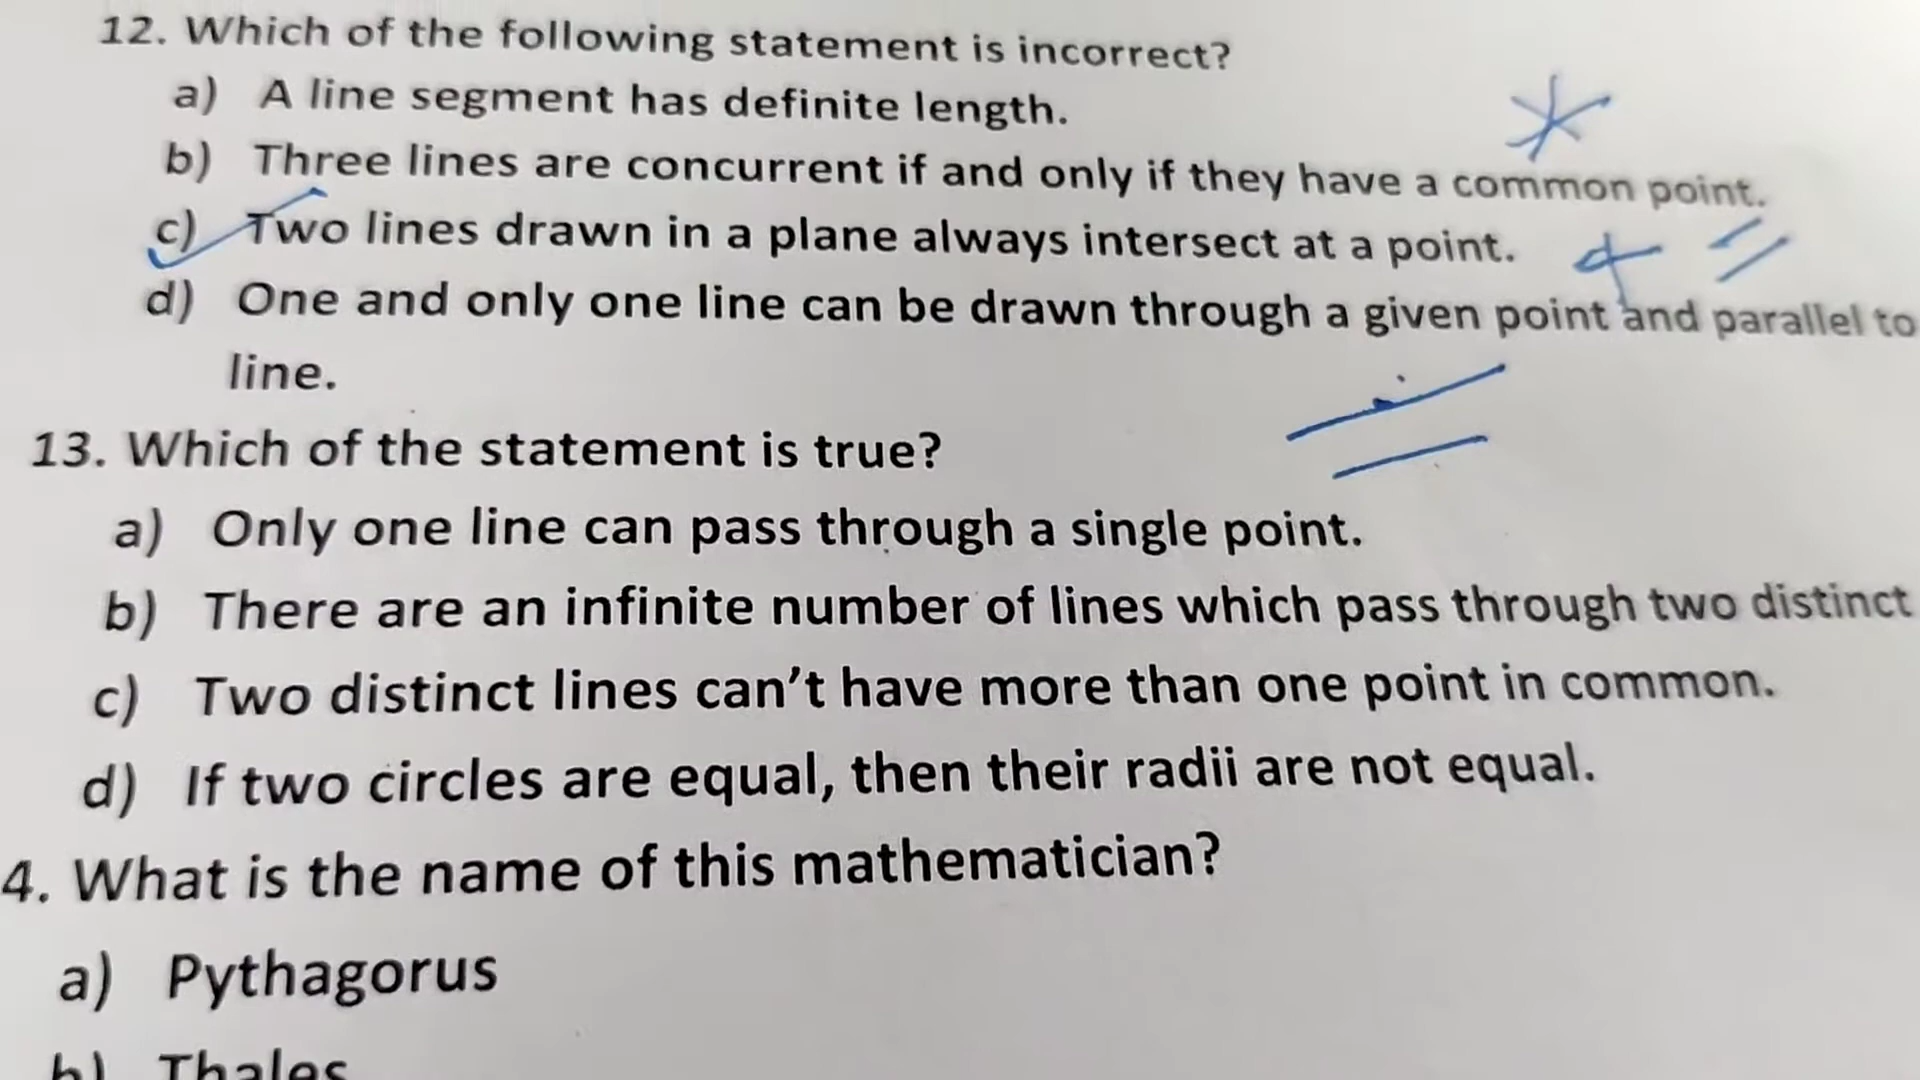 12. Which of the following statement is incorrect?
a) A line segment has definite length.
b) Three lines are concurrent if and only if they have a common point.
c) Two lines drawn in a plane always intersect at a point.
d) One and only one line can be drawn through a given point and parallel to
line.
13. Which of the statement is true?
a) Only one line can pass through a single point.
b) There are an infinite number of lines which pass through two distinct
c) Two distinct lines can't have more than one point in common.
d) If two circles are equal, then their radii are not equal.
4. What is the name of this mathematician?
a) Pythagorus
b) Thales